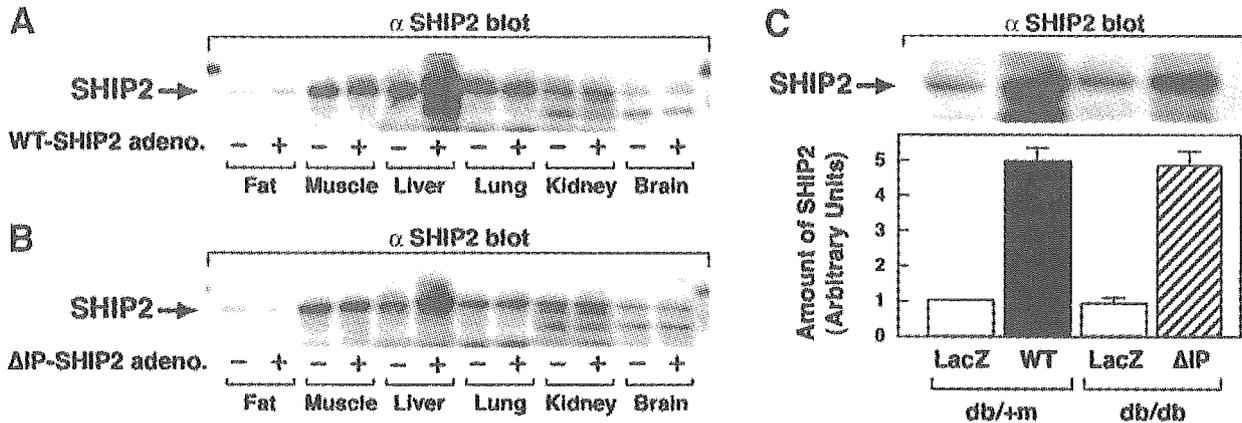 A
α SHIP2 blot
SHIP2
WT-SHIP2 adeno. – + – + – + – + – + – +
Fat Muscle Liver Lung Kidney Brain
B
α SHIP2 blot
SHIP2
ΔIP-SHIP2 adeno. – + – + – + – + – + – +
Fat Muscle Liver Lung Kidney Brain
C
α SHIP2 blot
SHIP2
Amount of SHIP2
(Arbitrary Units)
5
4
3
2
1
0
LacZ WT LacZ ΔIP
db/+m db/db